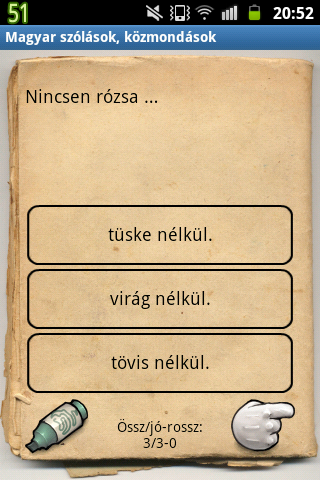 51
20:52
Magyar szólások, közmondások
Nincsen rózsa ...
tüske nélkül.
virág nélkül.
tövis nélkül.
Össz/jó-rossz:
3/3-0